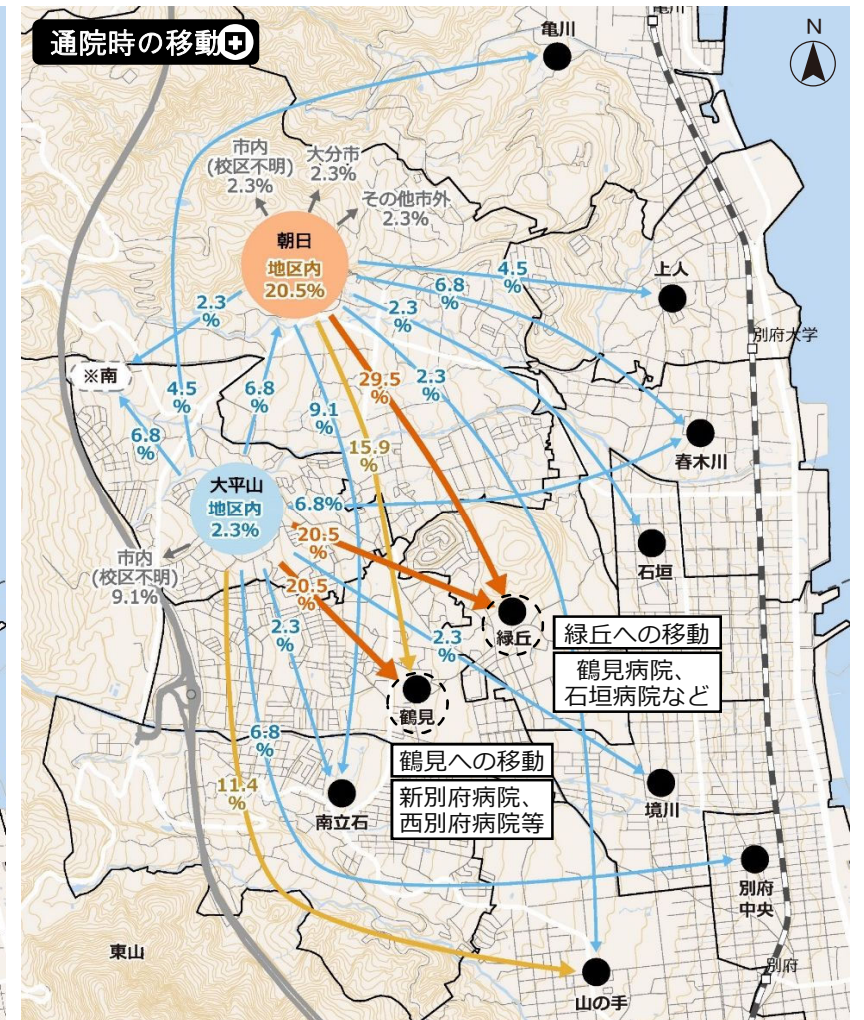 通院時の移動
亀川
亀川
N
市内
(校区不明)
2.3%
大分市
2.3%
その他市外
2.3%
朝日
地区内
20.5%
4.5
%
上人
6.8
%
2.3
%
2.3
%
別府大学
※南
4.5
%
6.8
%
9.1
%
29.5
%
2.3
%
6.8
%
15.9
%
春木川
大平山
地区内
2.3%
6.8%
20.5
%
石垣
市内
(校区不明)
9.1%
20.5
%
2.3
%
緑丘
2.3
%
緑丘への移動
鶴見病院、
石垣病院など
鶴見
6.8
%
鶴見への移動
新別府病院、
西別府病院等
11.4
%
南立石
境川
別府
中央
東山
山の手
別府